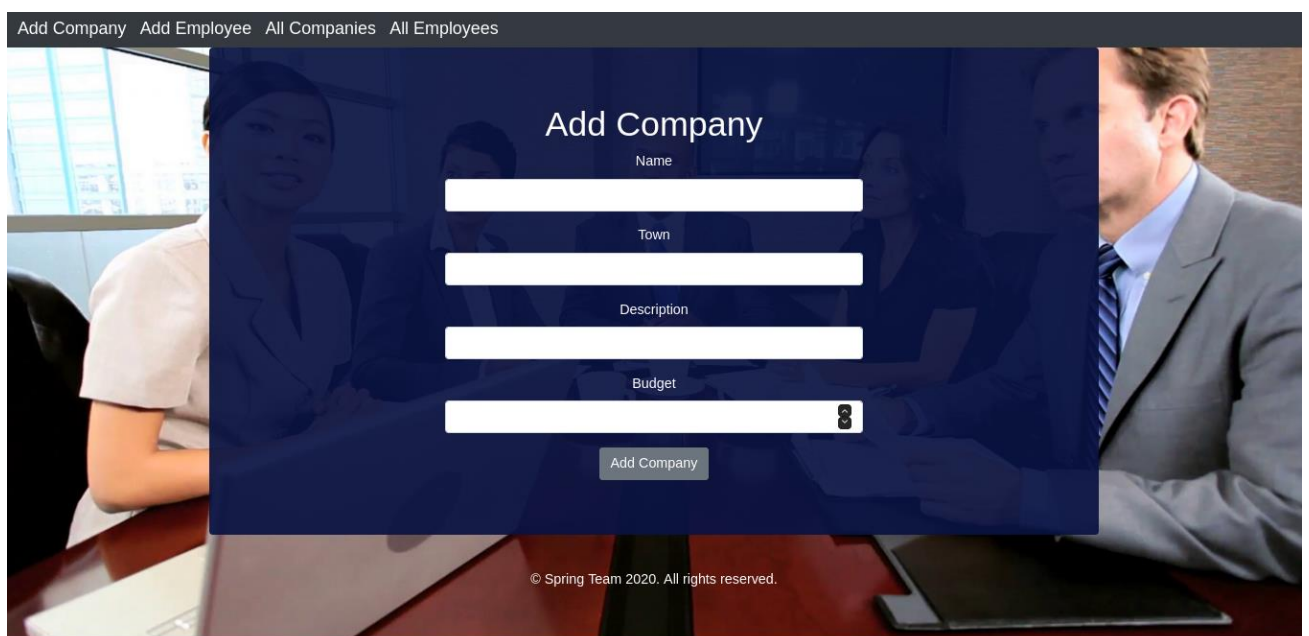 Add Company Add Employee All Companies All Employees
Add Company
Name
Town
Description
Budget
Add Company
© Spring Team 2020. All rights reserved.